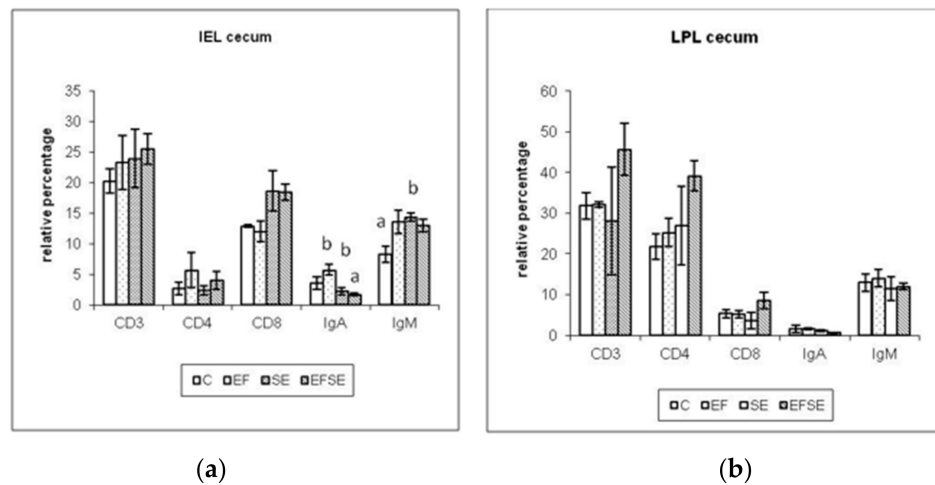 IEL cecum
relative percentage
35
30
25
20
15
10
5
0
a
b
b
b
a
CD3 CD4 CD8 IgA IgM
C EF SE EFSE
(a)
LPL cecum
relative percentage
60
50
40
30
20
10
0
CD3 CD4 CD8 IgA IgM
C EF SE EFSE
(b)